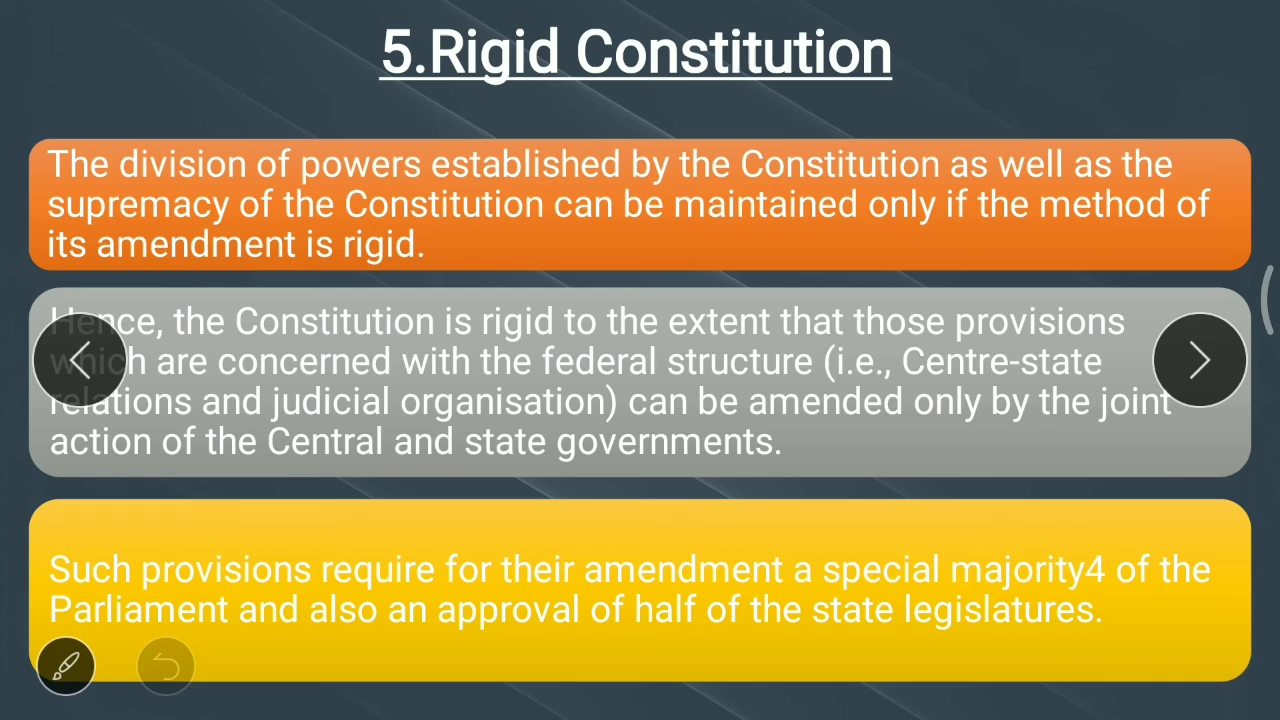 5.Rigid Constitution
The division of powers established by the Constitution as well as the
supremacy of the Constitution can be maintained only if the method of
its amendment is rigid.
Hence, the Constitution is rigid to the extent that those provisions
which are concerned with the federal structure (i.e., Centre-state
relations and judicial organisation) can be amended only by the joint
action of the Central and state governments.
Such provisions require for their amendment a special majority4 of the
Parliament and also an approval of half of the state legislatures.